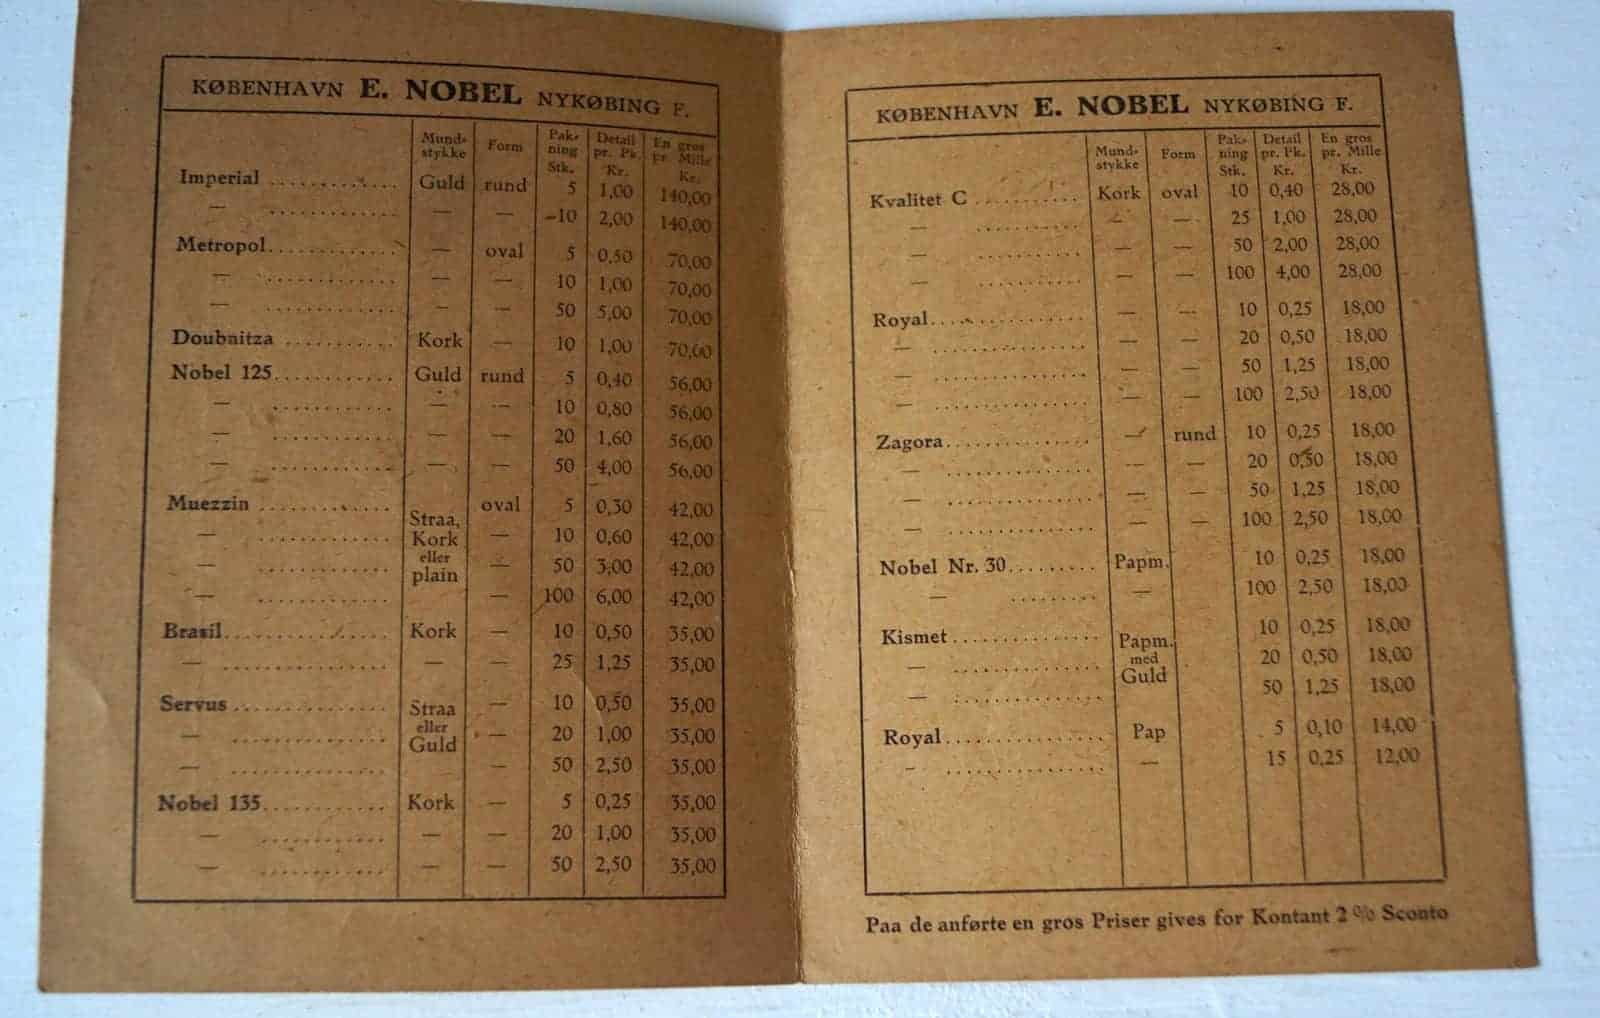 KØBENHAVN E. NOBEL NYKØBING F.
Mund= stykke Form Pak= ning Stk. Detail pr. Pk. Kr. En gros pr. Mille Kr.
Imperial ............ Guld rund 5 1,00 140,00
— ............ — — 10 2,00 140,00
Metropol ............ — oval 5 0,50 70,00
— ............ — — 10 1,00 70,00
— ............ — — 50 5,00 70,00
Doubnitza ........... Kork — 10 1,00 70,00
Nobel 125 ............ Guld rund 5 0,40 56,00
— ............ — — 10 0,80 56,00
— ............ — — 20 1,60 56,00
— ............ — — 50 4,00 56,00
Muezzin ............ Straa, oval 5 0,30 42,00
— ............ Kork — 10 0,60 42,00
— ............ eller — 50 3,00 42,00
— ............ plain — 100 6,00 42,00
Brasil ............... Kork — 10 0,50 35,00
— ............... — — 25 1,25 35,00
Servus .............. Straa — 10 0,50 35,00
— .............. eller — 20 1,00 35,00
— .............. Guld 50 2,50 35,00
Nobel 135 ............ Kork — 5 0,25 35,00
— ............ — — 20 1,00 35,00
— ............ — — 50 2,50 35,00
KØBENHAVN E. NOBEL NYKØBING F.
Mund= stykke Form Pak= ning Stk. Detail pr. Pk. Kr. En gros pr. Mille Kr.
Kvalitet C ........... Kork oval 10 0,40 28,00
— ........... — — 25 1,00 28,00
— ........... — — 50 2,00 28,00
— ........... — — 100 4,00 28,00
Royal ................ — — 10 0,25 18,00
— ................ — — 20 0,50 18,00
— ................ — — 50 1,25 18,00
— ................ — — 100 2,50 18,00
Zagora ............... — rund 10 0,25 18,00
— ............... — — 20 0,50 18,00
— ............... — — 50 1,25 18,00
— ............... — — 100 2,50 18,00
Nobel Nr. 30 ......... Papm. 10 0,25 18,00
— ......... — 100 2,50 18,00
Kismet ............... Papm. 10 0,25 18,00
— ............... med 20 0,50 18,00
— ............... Guld 50 1,25 18,00
Royal ................ Pap 5 0,10 14,00
— ................ — 15 0,25 12,00
Paa de anførte en gros Priser gives for Kontant 2 % Sconto